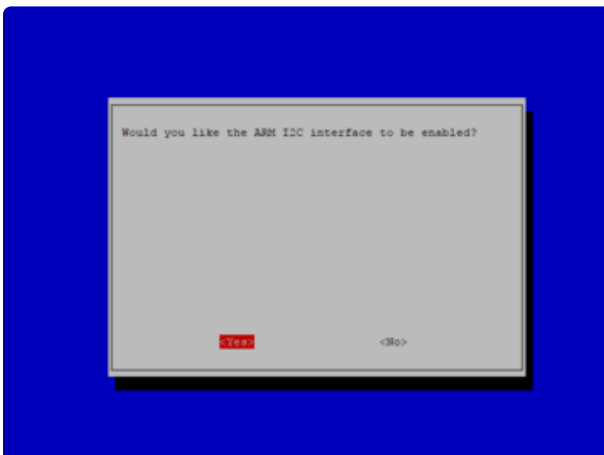 Would you like the ARM I2C interface to be enabled?
<Yes> <No>